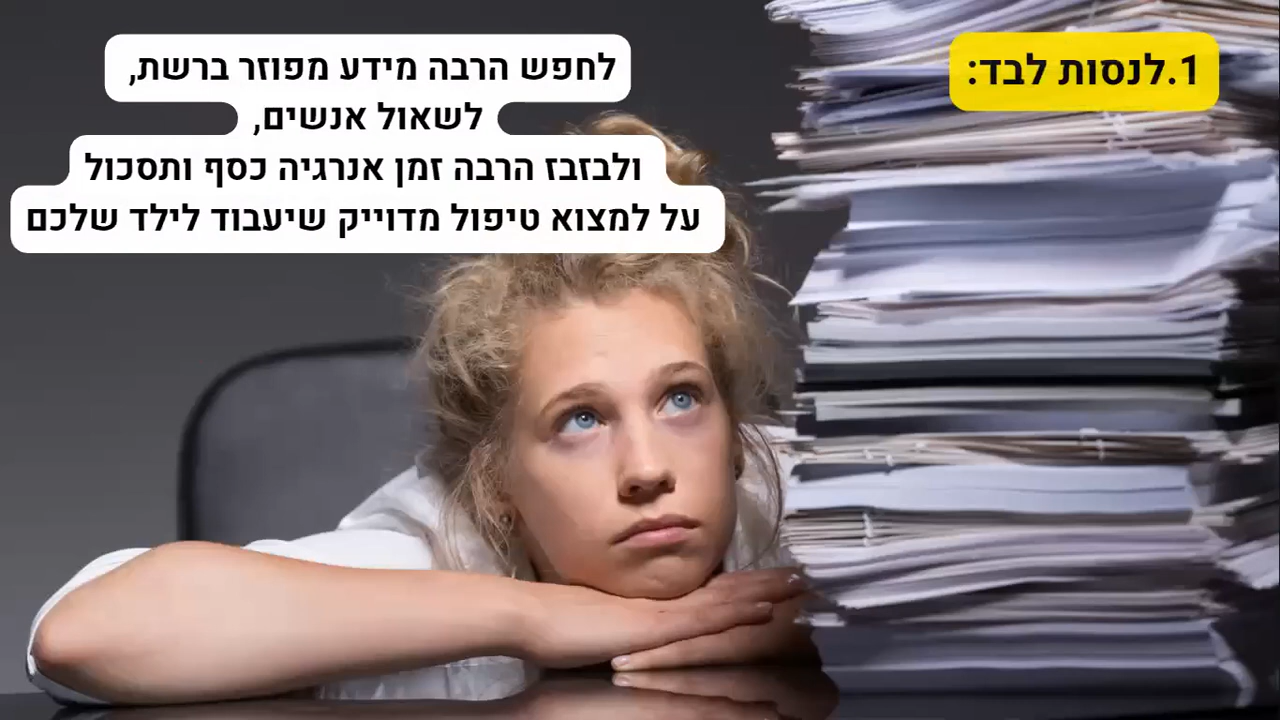 1.לנסות לבד:
לחפש הרבה מידע מפוזר ברשת,
לשאול אנשים,
ולבזבז הרבה זמן אנרגיה כסף ותסכול
על למצוא טיפול מדוייק שיעבוד לילד שלכם